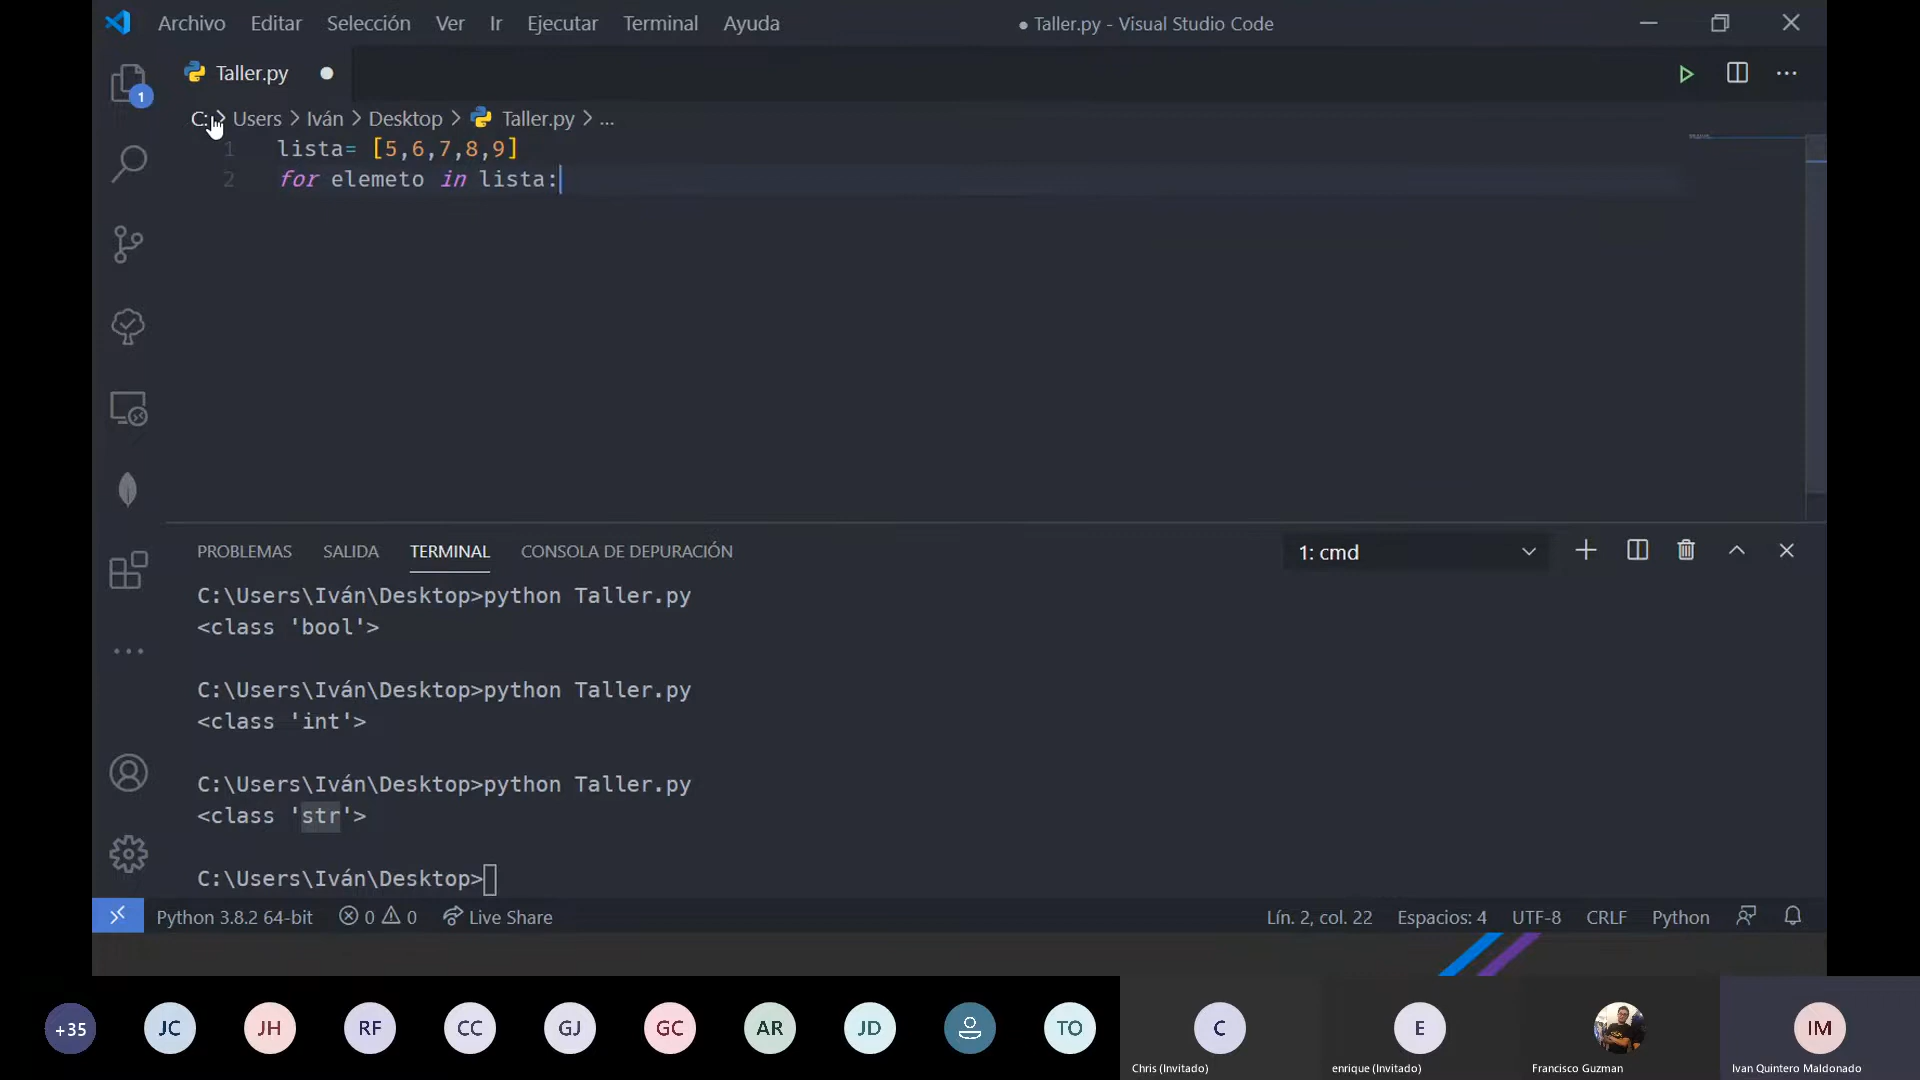 Archivo Editar Selección Ver Ir Ejecutar Terminal Ayuda ● Taller.py - Visual Studio Code
Taller.py
1
C: > Users > Iván > Desktop > Taller.py > ...
1 lista= [5,6,7,8,9]
2 for elemeto in lista:
PROBLEMAS SALIDA TERMINAL CONSOLA DE DEPURACIÓN 1: cmd
C:\Users\Iván\Desktop>python Taller.py
<class 'bool'>
C:\Users\Iván\Desktop>python Taller.py
<class 'int'>
C:\Users\Iván\Desktop>python Taller.py
<class 'str'>
C:\Users\Iván\Desktop>
Python 3.8.2 64-bit 0 0 Live Share Lín. 2, col. 22 Espacios: 4 UTF-8 CRLF Python
+35 JC JH RF CC GJ GC AR JD TO C E IM
Chris (Invitado) enrique (Invitado) Francisco Guzman Ivan Quintero Maldonado